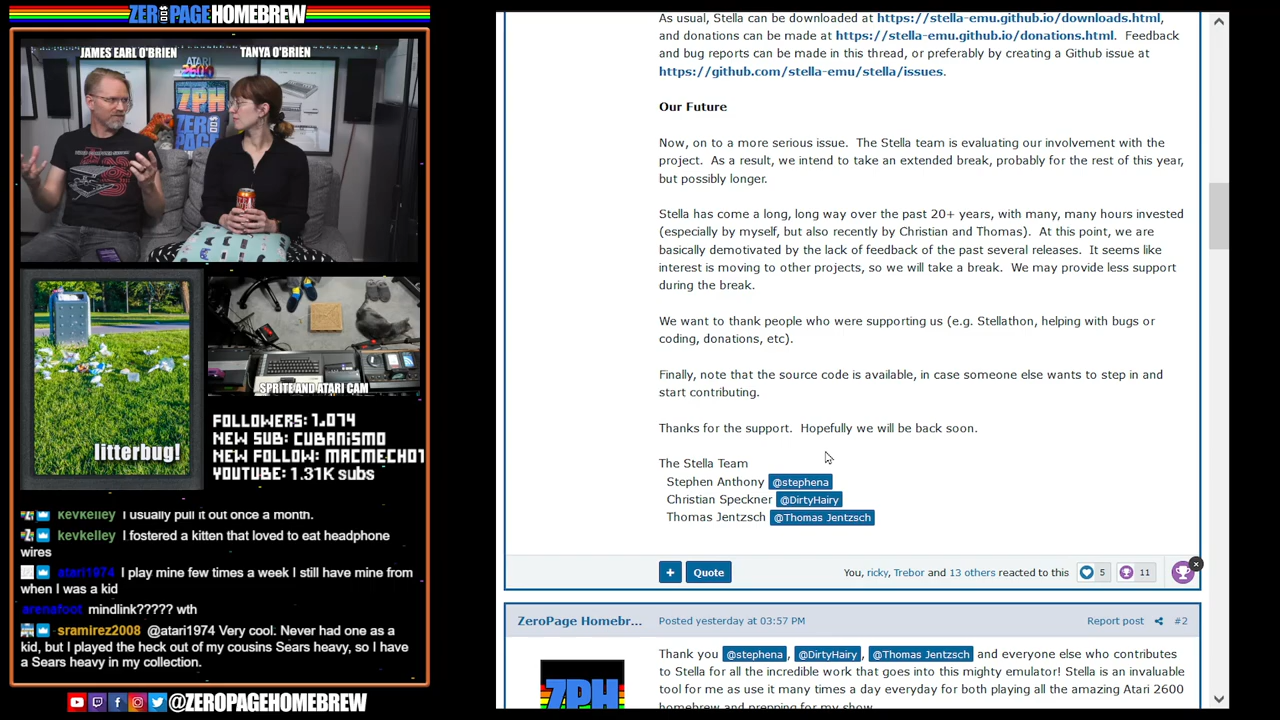 ZERO PAGE HOMEBREW
JAMES EARL O'BRIEN
TANYA O'BRIEN
ATARI
2600
ZPH
ZERO
PAGE
litterbug!
SPRITE AND ATARI CAM
FOLLOWERS: 1,074
NEW SUB: CUBANISMO
NEW FOLLOW: MACMECHO1
YOUTUBE: 1.31K subs
kevkelley I usually pull it out once a month.
kevkelley I fostered a kitten that loved to eat headphone
wires
atari1974 I play mine few times a week I still have mine from
when I was a kid
arenafoot mindlink????? wth
sramirez2008 @atari1974 Very cool. Never had one as a
kid, but I played the heck out of my cousins Sears heavy, so I have
a Sears heavy in my collection.
@ZEROPAGEHOMEBREW
As usual, Stella can be downloaded at https://stella-emu.github.io/downloads.html,
and donations can be made at https://stella-emu.github.io/donations.html. Feedback
and bug reports can be made in this thread, or preferably by creating a Github issue at
https://github.com/stella-emu/stella/issues.
Our Future
Now, on to a more serious issue. The Stella team is evaluating our involvement with the
project. As a result, we intend to take an extended break, probably for the rest of this year,
but possibly longer.
Stella has come a long, long way over the past 20+ years, with many, many hours invested
(especially by myself, but also recently by Christian and Thomas). At this point, we are
basically demotivated by the lack of feedback of the past several releases. It seems like
interest is moving to other projects, so we will take a break. We may provide less support
during the break.
We want to thank people who were supporting us (e.g. Stellathon, helping with bugs or
coding, donations, etc).
Finally, note that the source code is available, in case someone else wants to step in and
start contributing.
Thanks for the support. Hopefully we will be back soon.
The Stella Team
Stephen Anthony @stephena
Christian Speckner @DirtyHairy
Thomas Jentzsch @Thomas Jentzsch
+ Quote
You, ricky, Trebor and 13 others reacted to this 5 11
ZeroPage Homebr... Posted yesterday at 03:57 PM Report post #2
Thank you @stephena, @DirtyHairy, @Thomas Jentzsch and everyone else who contributes
to Stella for all the incredible work that goes into this mighty emulator! Stella is an invaluable
tool for me as use it many times a day everyday for both playing all the amazing Atari 2600
homebrew and prepping for my show.
ZPH